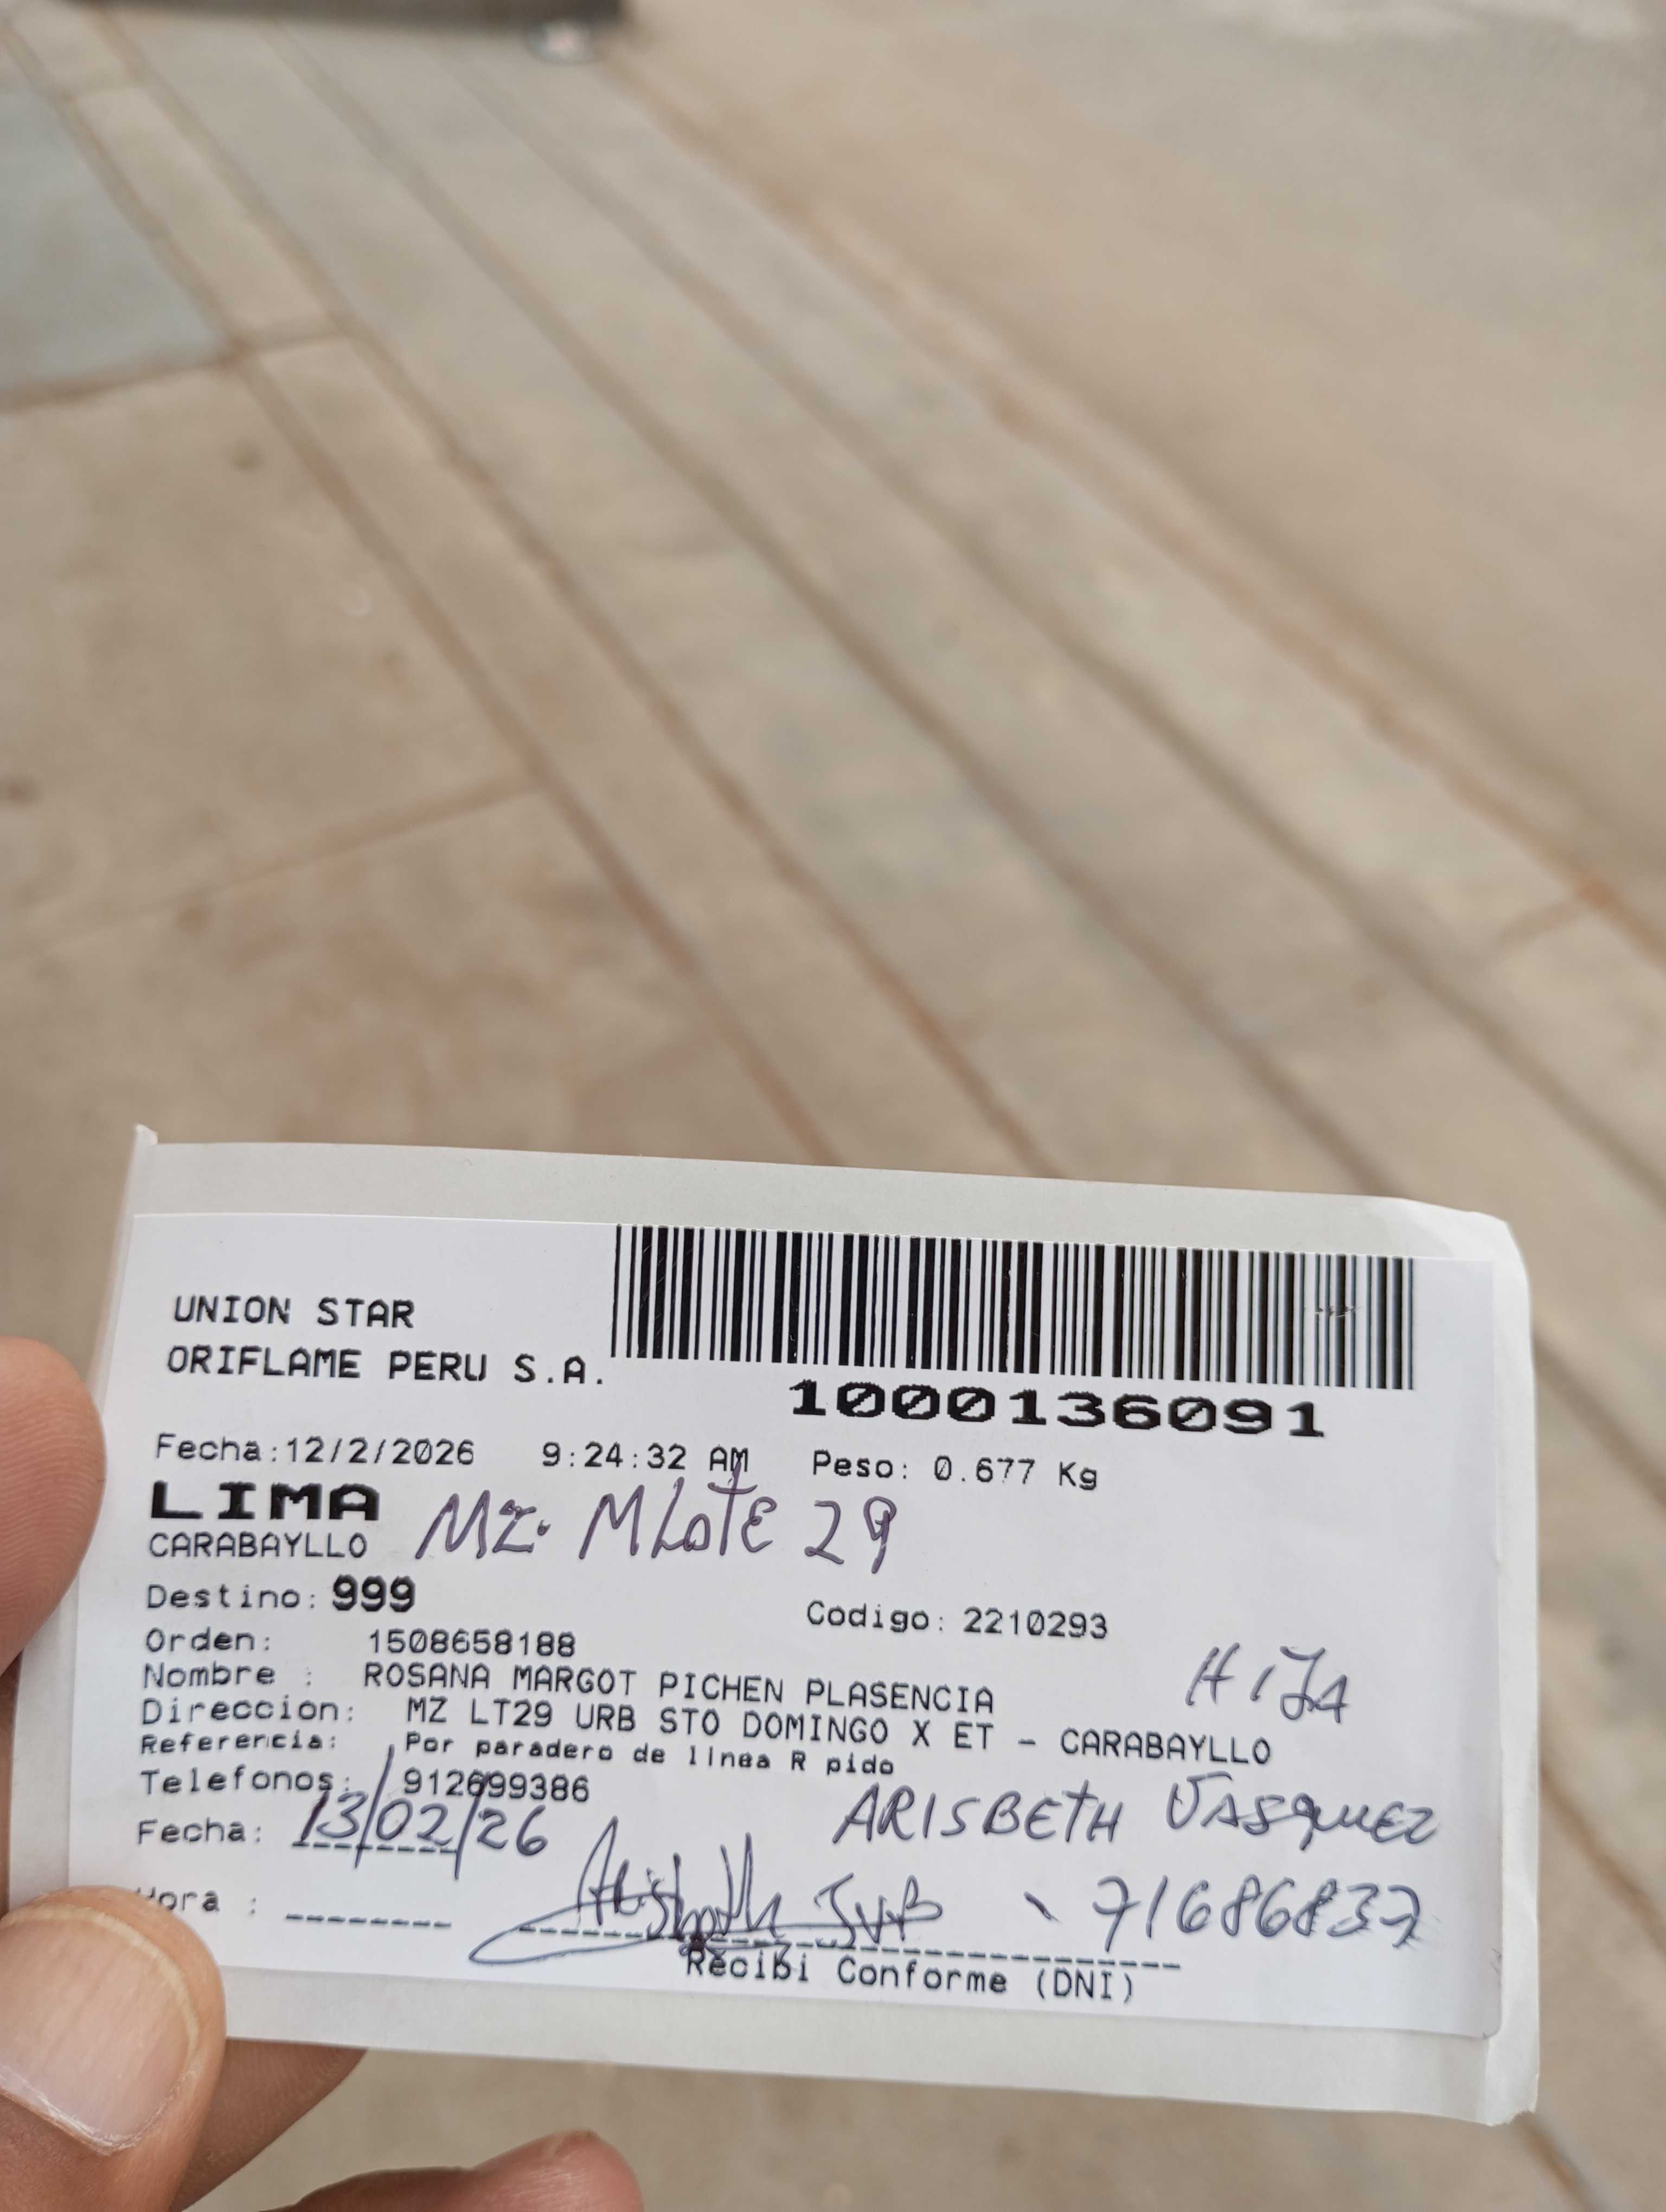 UNION STAR
ORIFLAME PERU S.A.
1000136091
Fecha:12/2/2026 9:24:32 AM Peso: 0.677 Kg
LIMA
CARABAYLLO MZ. M LOTE 29
Destino: 999
Codigo: 2210293
Orden: 1508658188
Nombre : ROSANA MARGOT PICHEN PLASENCIA
HIJA
Direccion: MZ LT29 URB STO DOMINGO X ET - CARABAYLLO
Referencia: Por paradero de linea R pido
Telefonos: 912699386
ARISBETH VASQUEZ
Fecha: 13/02/26
Hora :
71686837
Recibi Conforme (DNI)